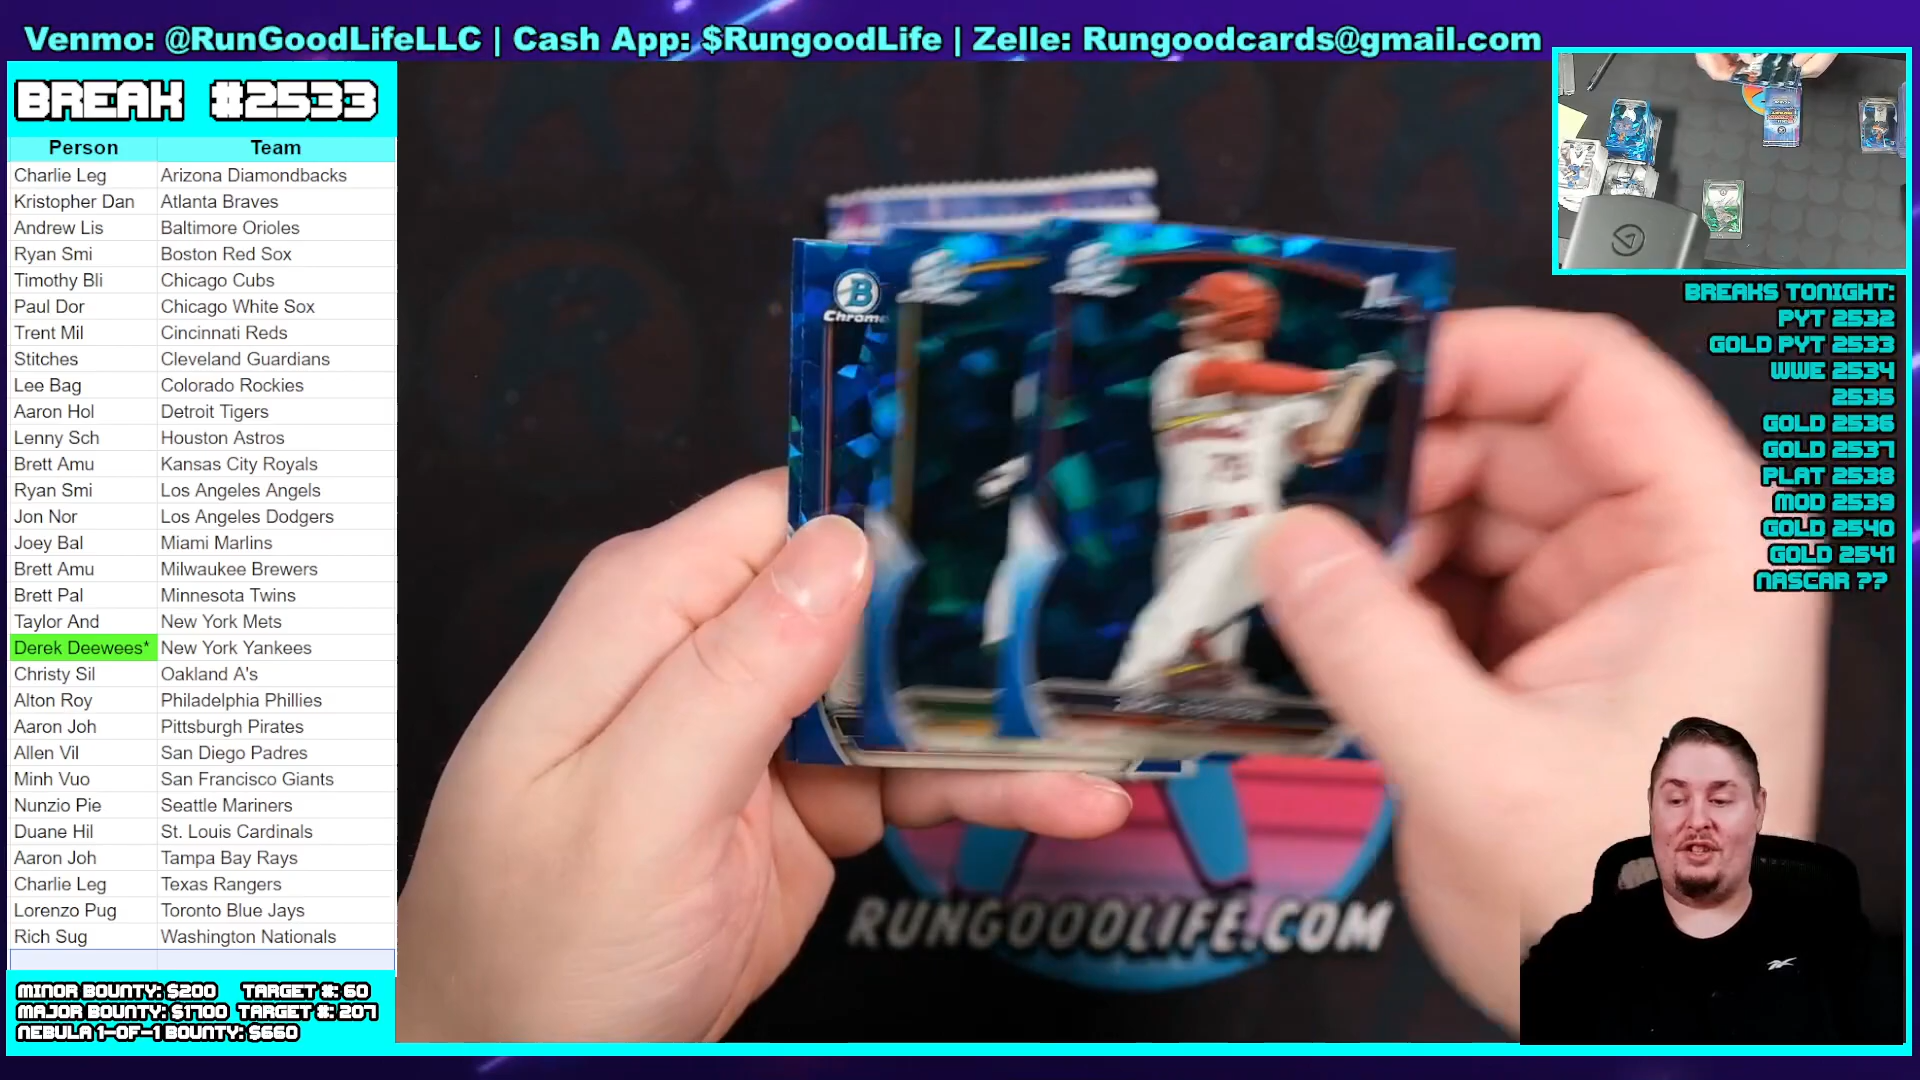 Venmo: @RunGoodLifeLLC | Cash App: $RungoodLife | Zelle: Rungoodcards@gmail.com
BREAK #2533
Person Team
Charlie Leg Arizona Diamondbacks
Kristopher Dan Atlanta Braves
Andrew Lis Baltimore Orioles
Ryan Smi Boston Red Sox
Timothy Bli Chicago Cubs
Paul Dor Chicago White Sox
Trent Mil Cincinnati Reds
Stitches Cleveland Guardians
Lee Bag Colorado Rockies
Aaron Hol Detroit Tigers
Lenny Sch Houston Astros
Brett Amu Kansas City Royals
Ryan Smi Los Angeles Angels
Jon Nor Los Angeles Dodgers
Joey Bal Miami Marlins
Brett Amu Milwaukee Brewers
Brett Pal Minnesota Twins
Taylor And New York Mets
Derek Deewees* New York Yankees
Christy Sil Oakland A's
Alton Roy Philadelphia Phillies
Aaron Joh Pittsburgh Pirates
Allen Vil San Diego Padres
Minh Vuo San Francisco Giants
Nunzio Pie Seattle Mariners
Duane Hil St. Louis Cardinals
Aaron Joh Tampa Bay Rays
Charlie Leg Texas Rangers
Lorenzo Pug Toronto Blue Jays
Rich Sug Washington Nationals
MINOR BOUNTY: $200 TARGET #: 60
MAJOR BOUNTY: $1700 TARGET #: 207
NEBULA 1-OF-1 BOUNTY: $660
B
Chrome
RUNGOODLIFE.COM
BREAKS TONIGHT:
PYT 2532
GOLD PYT 2533
WWE 2534
2535
GOLD 2536
GOLD 2537
PLAT 2538
MOD 2539
GOLD 2540
GOLD 2541
NASCAR ??